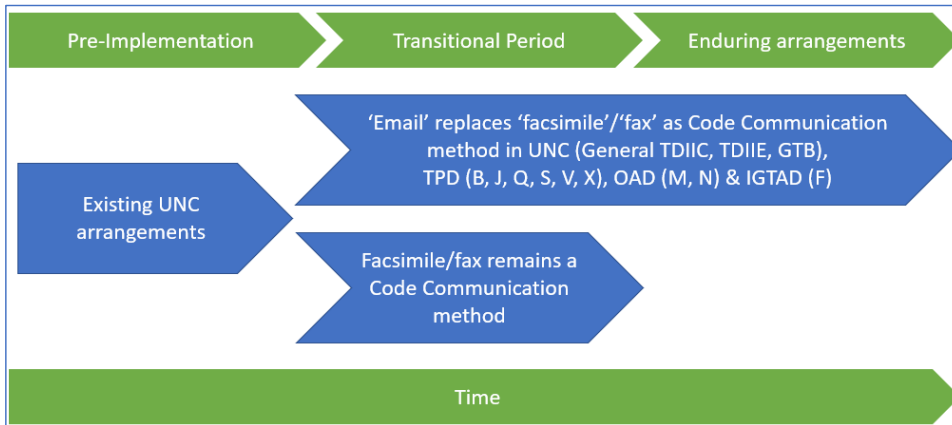 Pre-Implementation
Transitional Period
Enduring arrangements
‘Email’ replaces ‘facsimile’/‘fax’ as Code Communication
method in UNC (General TDIIC, TDIIE, GTB),
TPD (B, J, Q, S, V, X), OAD (M, N) & IGTAD (F)
Existing UNC
arrangements
Facsimile/fax remains a
Code Communication
method
Time